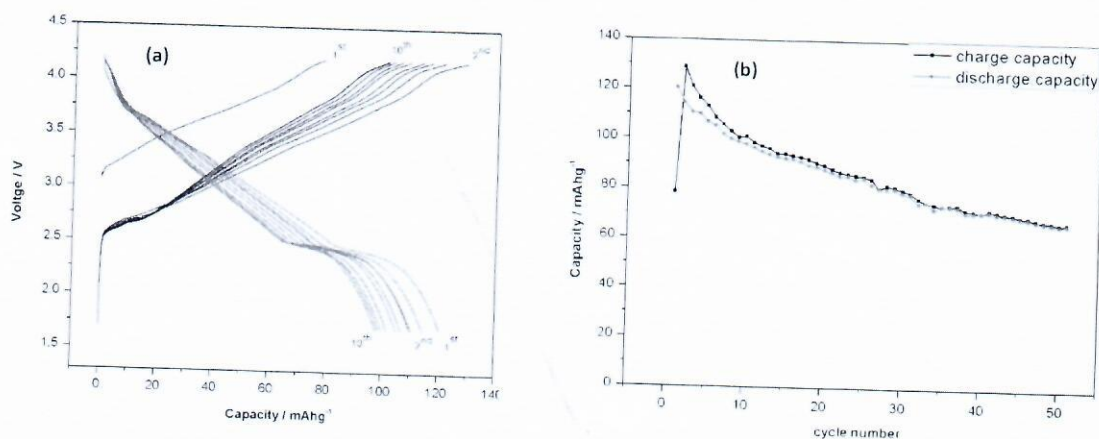 (a)
1st
10th
2nd
4.5
4.0
3.5
3.0
2.5
2.0
1.5
Voltge / V
10th
2nd
1st
0
20
40
60
80
100
120
140
Capacity / mAhg-1
(b)
charge capacity
discharge capacity
140
120
100
80
60
40
20
0
Capacity / mAhg-1
0
10
20
30
40
50
cycle number